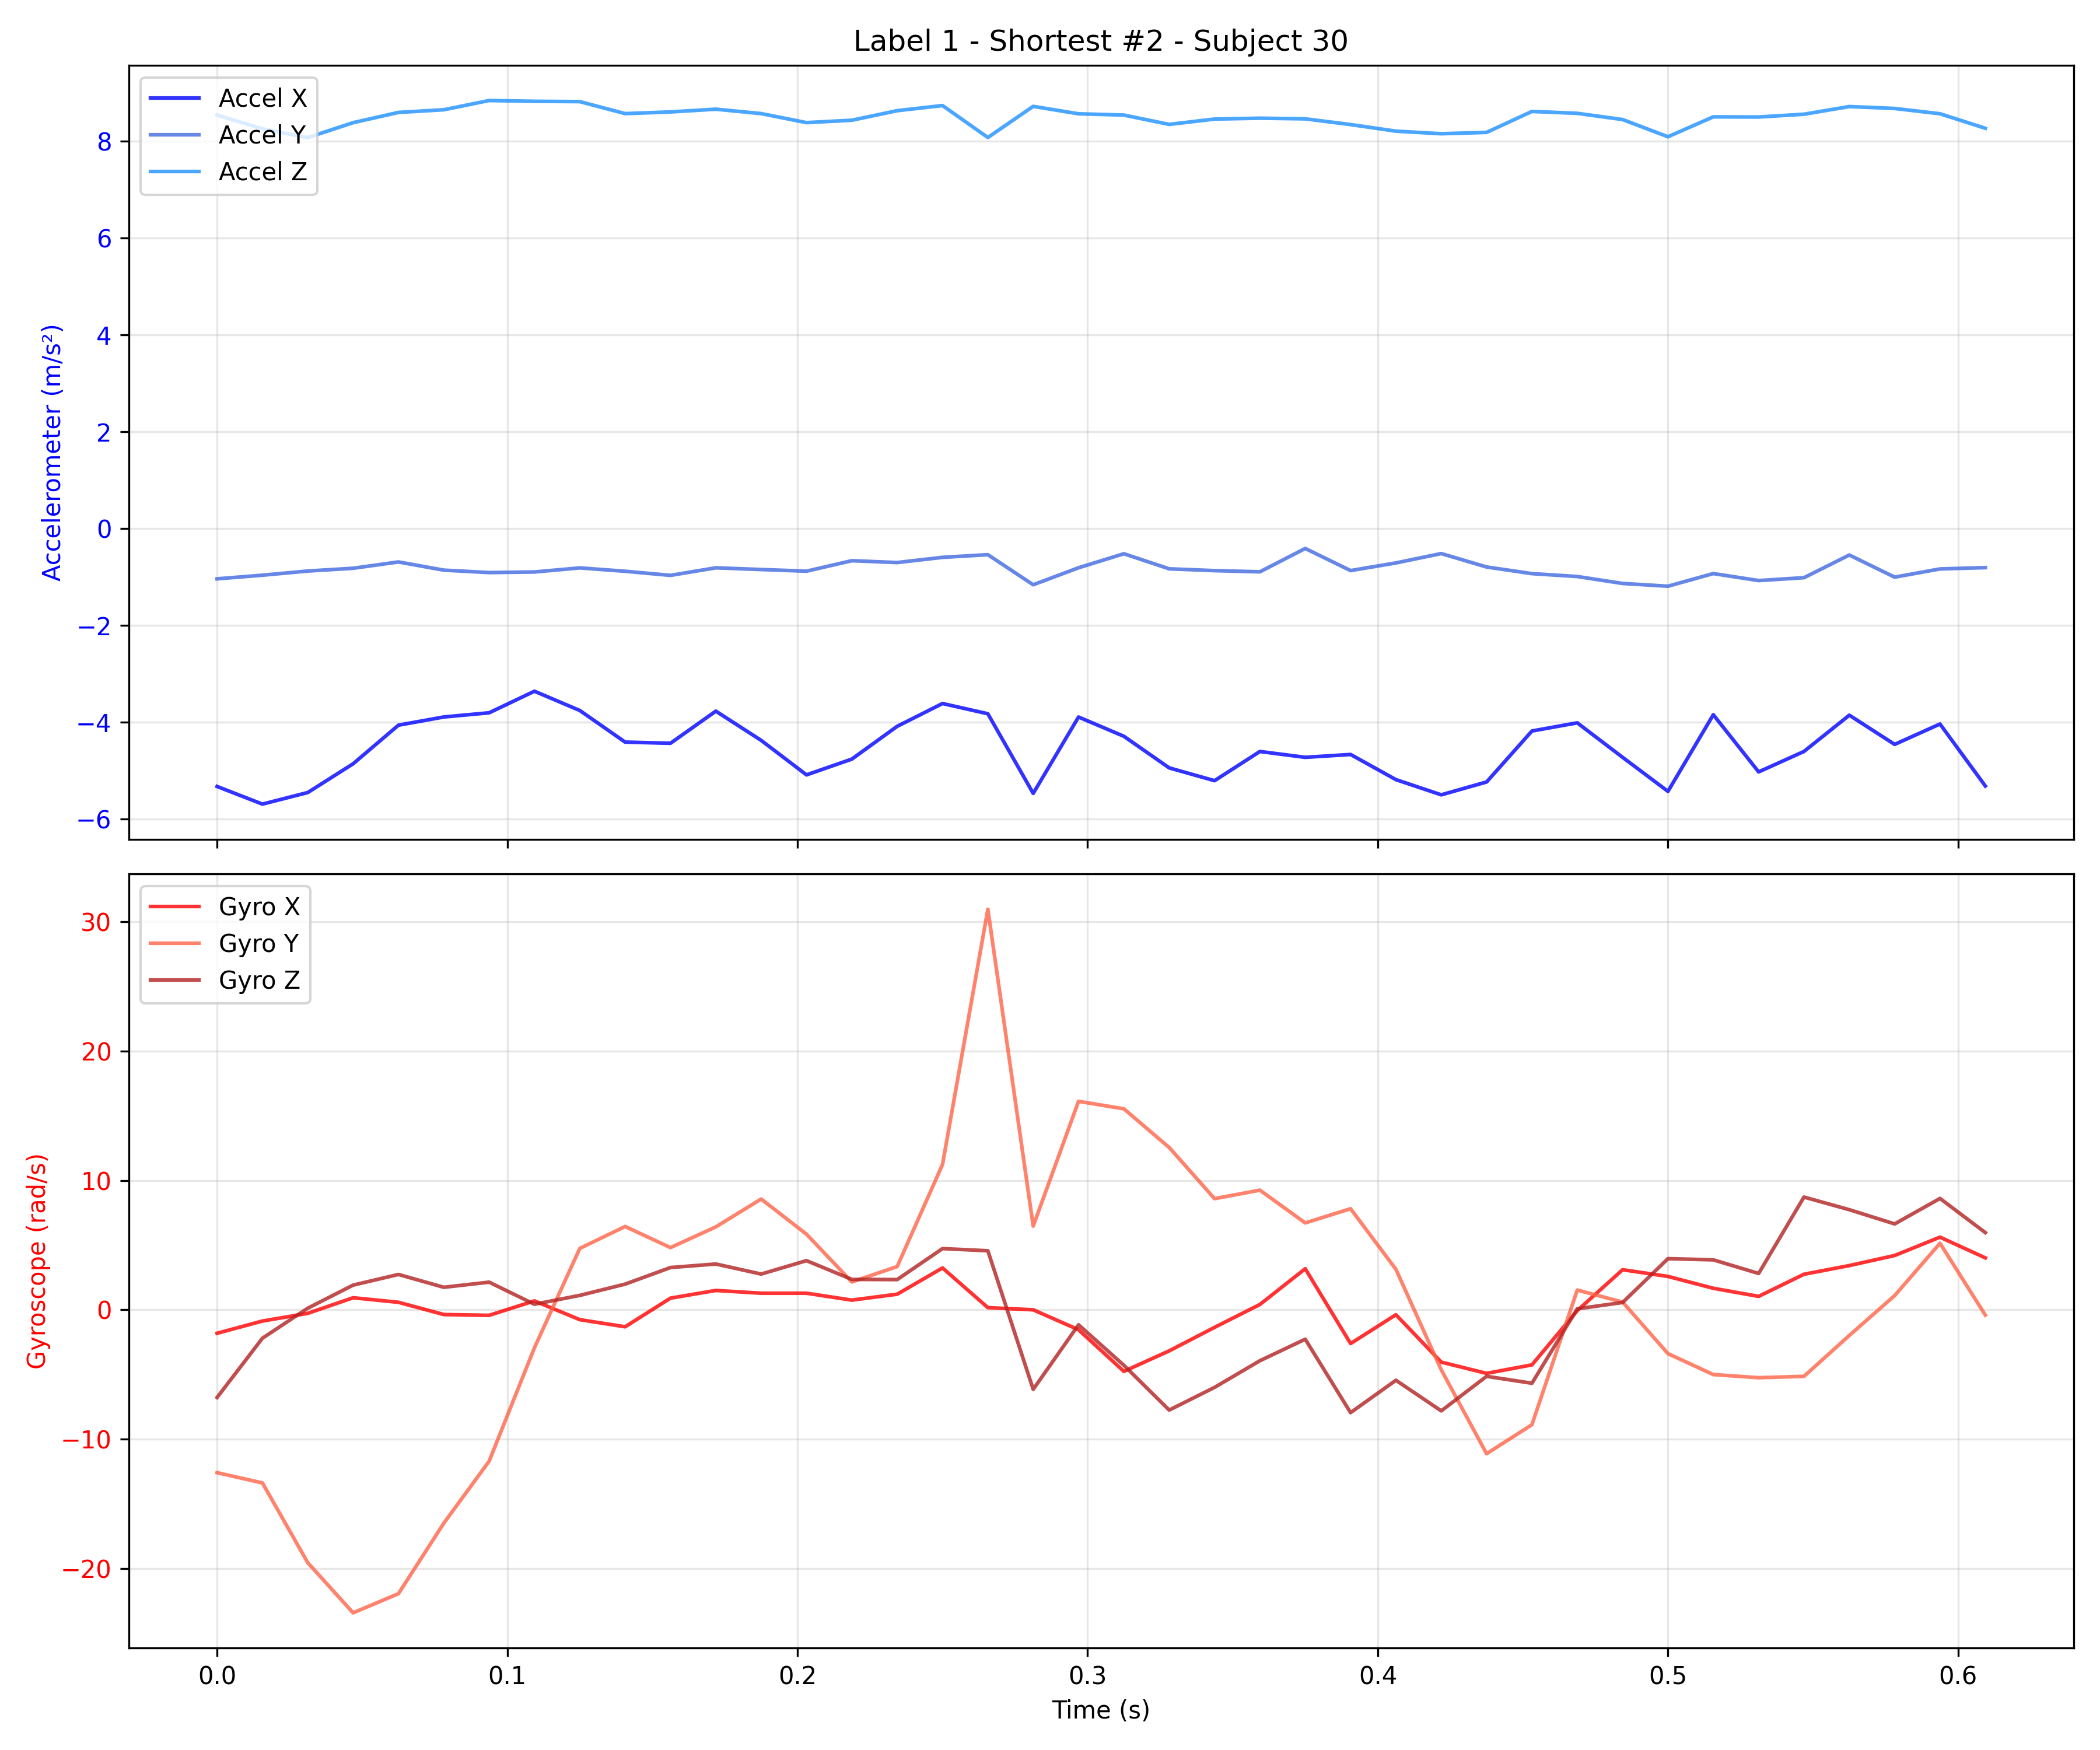 Label 1 - Shortest #2 - Subject 30
Accel X
Accel Y
Accel Z
8
6
4
2
0
−2
−4
−6
Accelerometer (m/s²)
Gyro X
Gyro Y
Gyro Z
30
20
10
0
−10
−20
Gyroscope (rad/s)
0.0 0.1 0.2 0.3 0.4 0.5 0.6
Time (s)